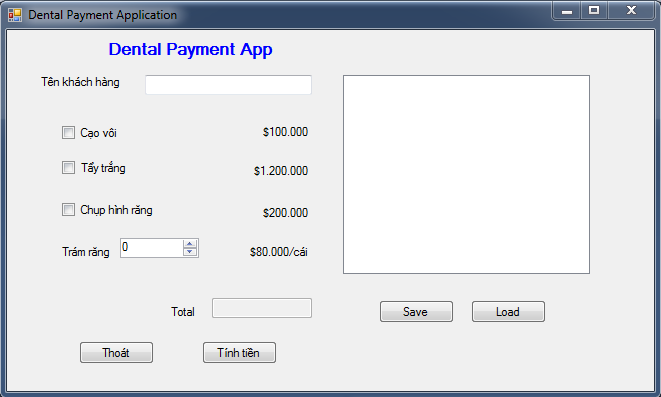 Dental Payment Application
Dental Payment App
Tên khách hàng
Cạo vôi $100.000
Tẩy trắng $1.200.000
Chụp hình răng $200.000
Trám răng 0 $80.000/cái
Total
Save Load
Thoát Tính tiền